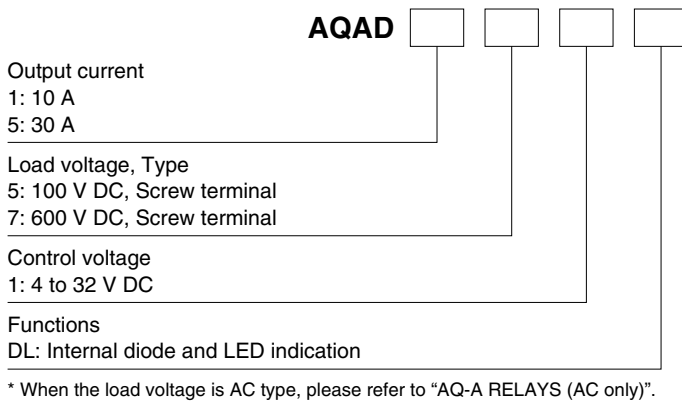 AQAD
Output current
1: 10 A
5: 30 A
Load voltage, Type
5: 100 V DC, Screw terminal
7: 600 V DC, Screw terminal
Control voltage
1: 4 to 32 V DC
Functions
DL: Internal diode and LED indication
* When the load voltage is AC type, please refer to “AQ-A RELAYS (AC only)”.